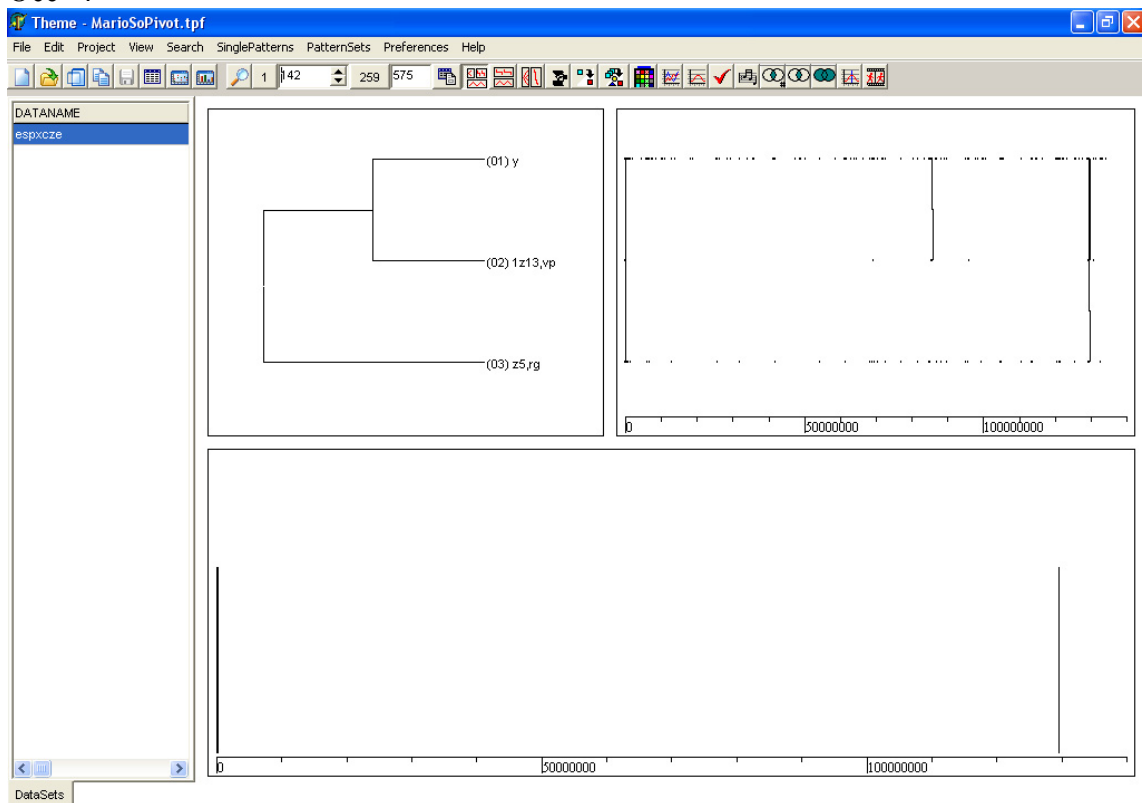 Theme - MarioSoPivot.tpf
File Edit Project View Search SinglePatterns PatternSets Preferences Help
1 142 259 575
DATANAME
espxcze
(01) y
(02) 1z13,vp
(03) z5,rg
0 50000000 100000000
0 50000000 100000000
DataSets